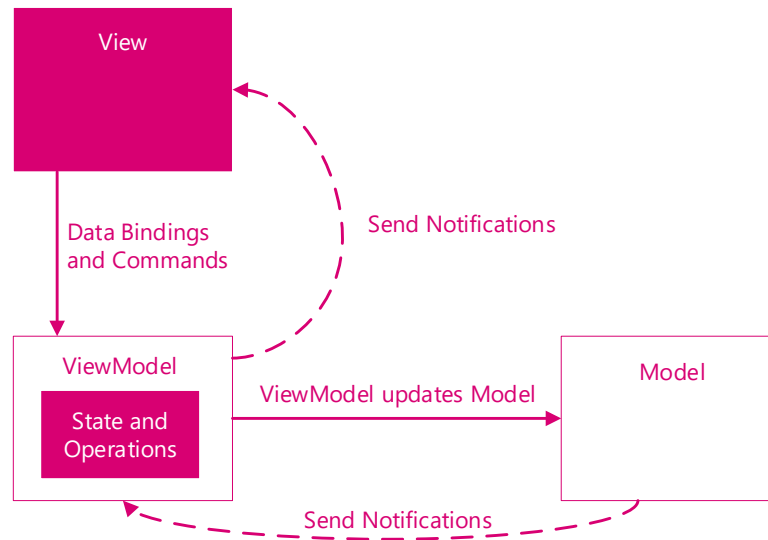 View
Data Bindings
and Commands
Send Notifications
ViewModel
State and
Operations
ViewModel updates Model
Model
Send Notifications